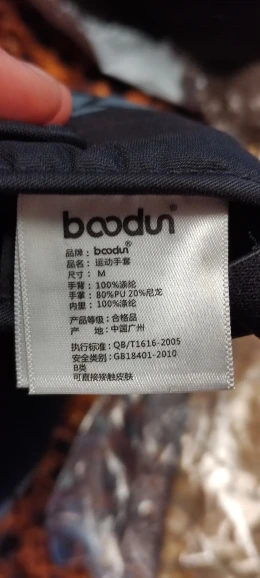 boodun®
品牌：boodun®
品名：运动手套
尺寸：M
手背：100%涤纶
手掌：80%PU 20%尼龙
内里：100%涤纶
产品等级：合格品
产 地：中国广州
执行标准：QB/T1616-2005
安全类别：GB18401-2010
B类
可直接接触皮肤